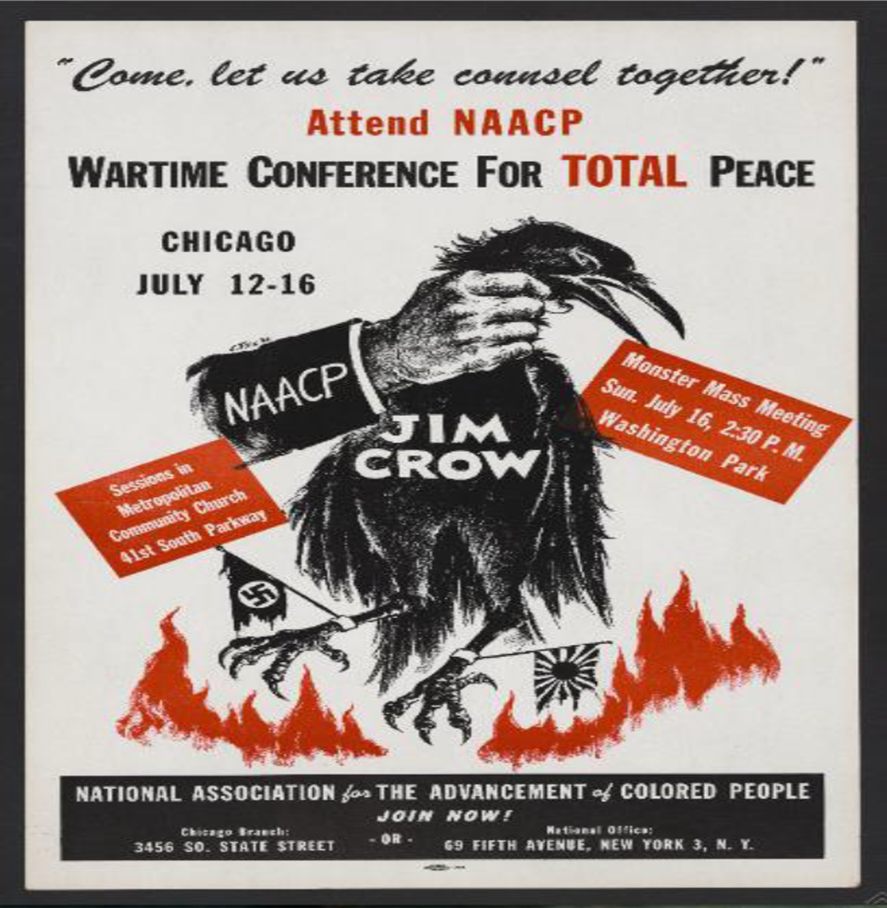 "Come, let us take counsel together!"
Attend NAACP
WARTIME CONFERENCE FOR TOTAL PEACE
CHICAGO
JULY 12-16
NAACP
JIM
CROW
Monster Mass Meeting
Sun. July 16, 2:30 P. M.
Washington Park
Sessions in
Metropolitan
Community Church
41st South Parkway
NATIONAL ASSOCIATION for THE ADVANCEMENT of COLORED PEOPLE
JOIN NOW!
Chicago Branch:
3456 SO. STATE STREET
- OR -
National Office:
69 FIFTH AVENUE, NEW YORK 3, N. Y.